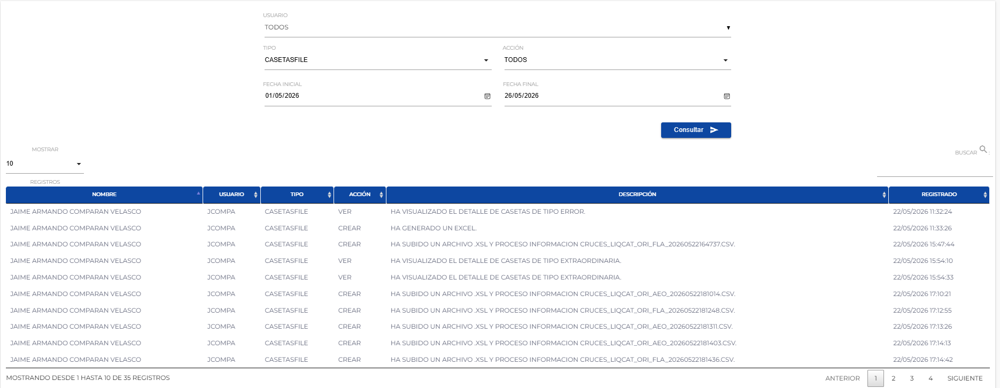 USUARIO
TODOS
TIPO ACCIÓN
CASETASFILE TODOS
FECHA INICIAL FECHA FINAL
01/05/2026 26/05/2026
Consultar
MOSTRAR BUSCAR :
10
REGISTROS
NOMBRE USUARIO TIPO ACCIÓN DESCRIPCIÓN REGISTRADO
JAIME ARMANDO COMPARAN VELASCO JCOMPA CASETASFILE VER HA VISUALIZADO EL DETALLE DE CASETAS DE TIPO ERROR. 22/05/2026 11:32:24
JAIME ARMANDO COMPARAN VELASCO JCOMPA CASETASFILE CREAR HA GENERADO UN EXCEL. 22/05/2026 11:33:26
JAIME ARMANDO COMPARAN VELASCO JCOMPA CASETASFILE CREAR HA SUBIDO UN ARCHIVO .XSL Y PROCESO INFORMACION CRUCES_LIQCAT_ORI_FLA_20260522164737.CSV. 22/05/2026 15:47:44
JAIME ARMANDO COMPARAN VELASCO JCOMPA CASETASFILE VER HA VISUALIZADO EL DETALLE DE CASETAS DE TIPO EXTRAORDINARIA. 22/05/2026 15:54:10
JAIME ARMANDO COMPARAN VELASCO JCOMPA CASETASFILE VER HA VISUALIZADO EL DETALLE DE CASETAS DE TIPO EXTRAORDINARIA. 22/05/2026 15:54:33
JAIME ARMANDO COMPARAN VELASCO JCOMPA CASETASFILE CREAR HA SUBIDO UN ARCHIVO .XSL Y PROCESO INFORMACION CRUCES_LIQCAT_ORI_AEO_20260522181014.CSV. 22/05/2026 17:10:21
JAIME ARMANDO COMPARAN VELASCO JCOMPA CASETASFILE CREAR HA SUBIDO UN ARCHIVO .XSL Y PROCESO INFORMACION CRUCES_LIQCAT_ORI_FLA_20260522181248.CSV. 22/05/2026 17:12:55
JAIME ARMANDO COMPARAN VELASCO JCOMPA CASETASFILE CREAR HA SUBIDO UN ARCHIVO .XSL Y PROCESO INFORMACION CRUCES_LIQCAT_ORI_AEO_20260522181311.CSV. 22/05/2026 17:13:26
JAIME ARMANDO COMPARAN VELASCO JCOMPA CASETASFILE CREAR HA SUBIDO UN ARCHIVO .XSL Y PROCESO INFORMACION CRUCES_LIQCAT_ORI_AEO_20260522181403.CSV. 22/05/2026 17:14:13
JAIME ARMANDO COMPARAN VELASCO JCOMPA CASETASFILE CREAR HA SUBIDO UN ARCHIVO .XSL Y PROCESO INFORMACION CRUCES_LIQCAT_ORI_FLA_20260522181436.CSV. 22/05/2026 17:14:42
MOSTRANDO DESDE 1 HASTA 10 DE 35 REGISTROS ANTERIOR 1 2 3 4 SIGUIENTE